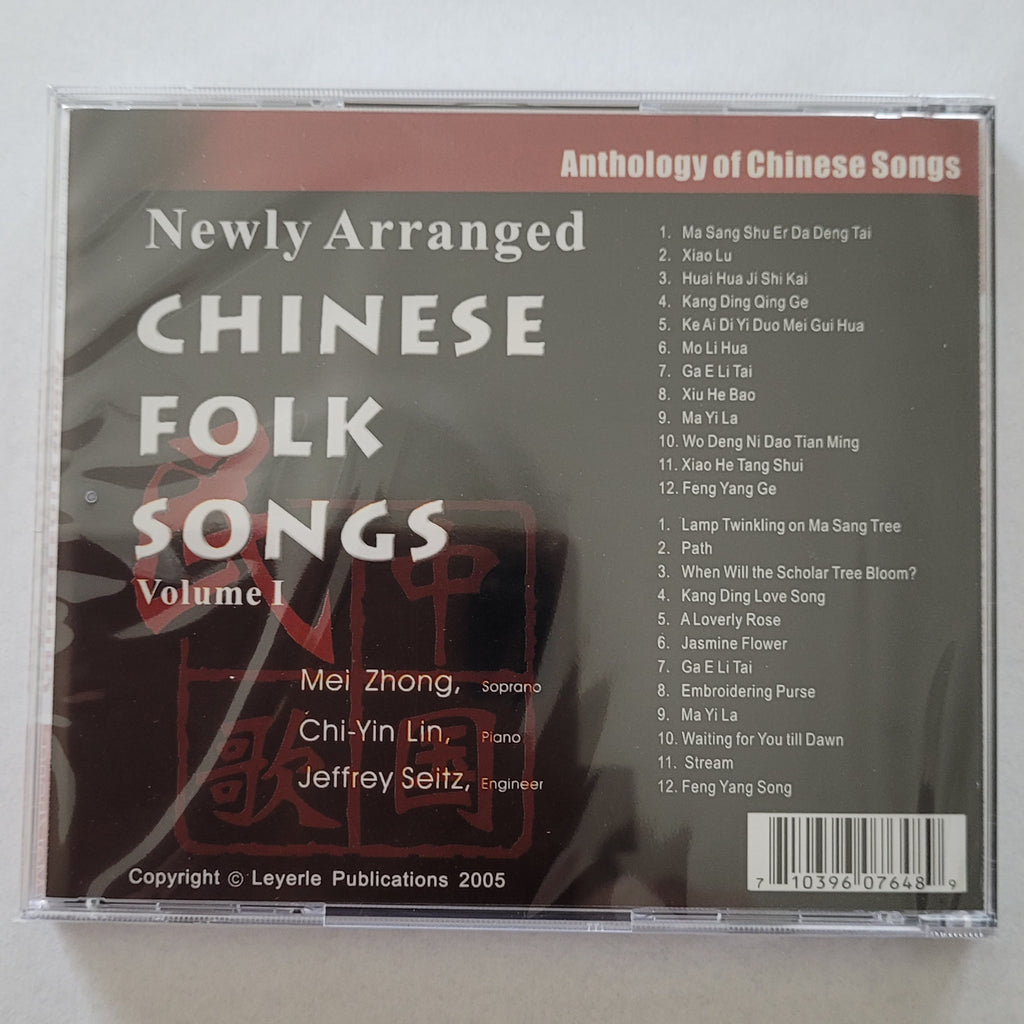 Anthology of Chinese Songs
Newly Arranged
CHINESE
FOLK
SONGS
Volume I
民 中
歌 国
Mei Zhong, Soprano
Chi-Yin Lin, Piano
Jeffrey Seitz, Engineer
Copyright © Leyerle Publications 2005
1. Ma Sang Shu Er Da Deng Tai
2. Xiao Lu
3. Huai Hua Ji Shi Kai
4. Kang Ding Qing Ge
5. Ke Ai Di Yi Duo Mei Gui Hua
6. Mo Li Hua
7. Ga E Li Tai
8. Xiu He Bao
9. Ma Yi La
10. Wo Deng Ni Dao Tian Ming
11. Xiao He Tang Shui
12. Feng Yang Ge
1. Lamp Twinkling on Ma Sang Tree
2. Path
3. When Will the Scholar Tree Bloom?
4. Kang Ding Love Song
5. A Loverly Rose
6. Jasmine Flower
7. Ga E Li Tai
8. Embroidering Purse
9. Ma Yi La
10. Waiting for You till Dawn
11. Stream
12. Feng Yang Song
7 10396 07648 9